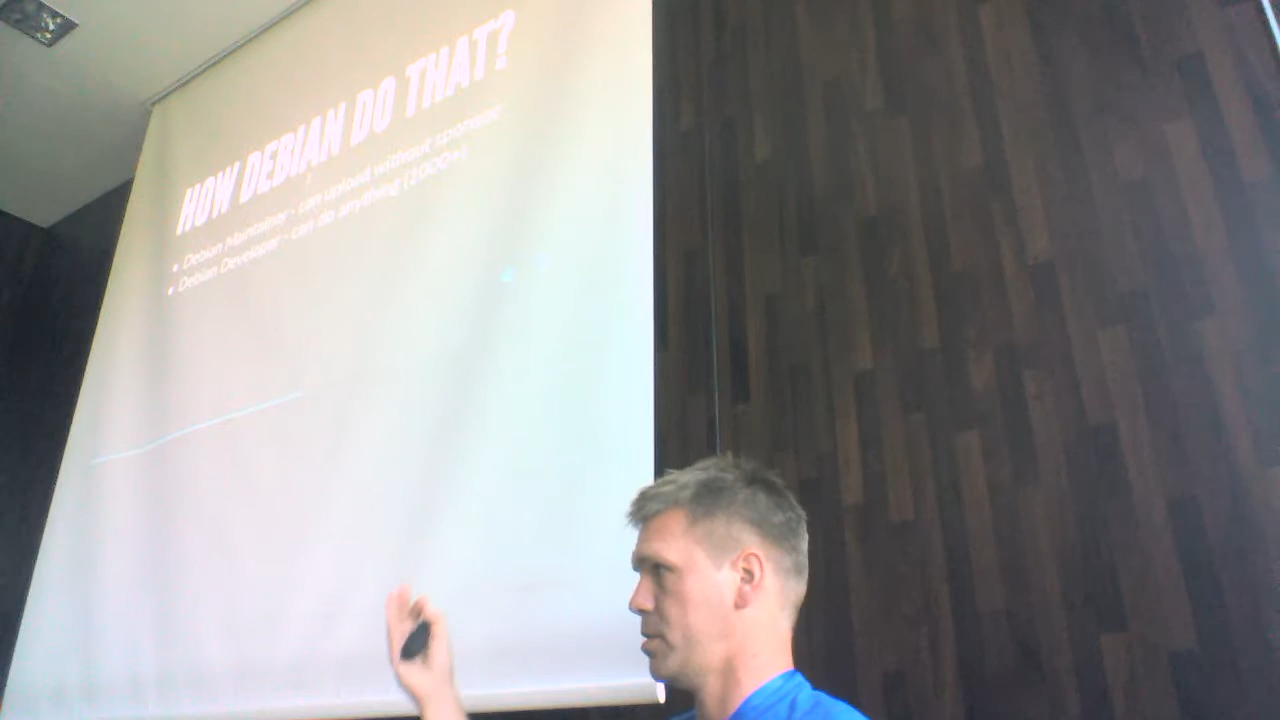 HOW DEBIAN DO THAT?
• Debian Maintainer - can upload without sponsor
• Debian Developer - can do anything (1000+)